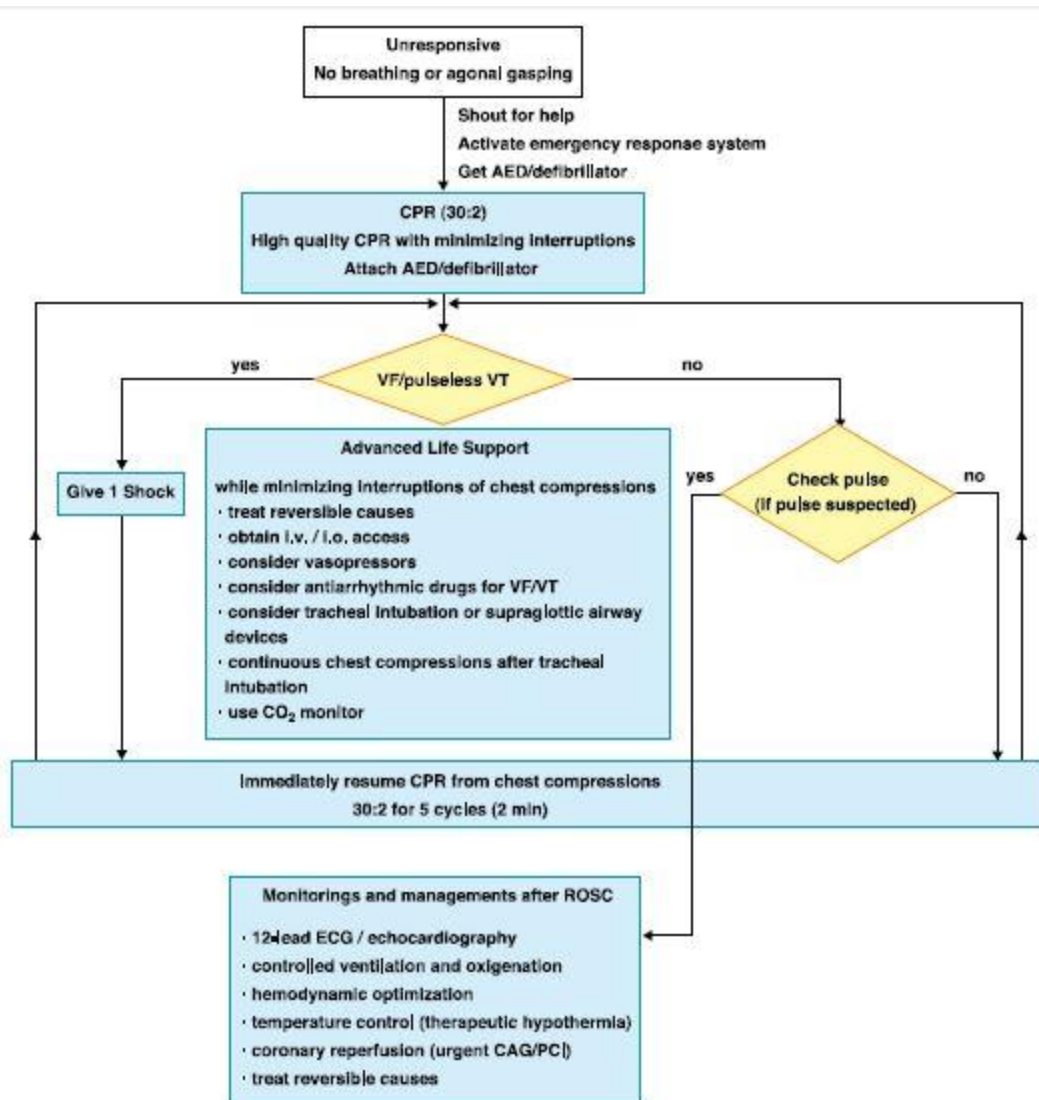 Unresponsive
No breathing or agonal gasping
Shout for help
Activate emergency response system
Get AED/defibrillator
CPR (30:2)
High quality CPR with minimizing interruptions
Attach AED/defibrillator
yes
VF/pulseless VT
no
Give 1 Shock
Advanced Life Support
while minimizing interruptions of chest compressions
· treat reversible causes
· obtain i.v. / i.o. access
· consider vasopressors
· consider antiarrhythmic drugs for VF/VT
· consider tracheal intubation or supraglottic airway
devices
· continuous chest compressions after tracheal
intubation
· use CO₂ monitor
yes
Check pulse
(if pulse suspected)
no
Immediately resume CPR from chest compressions
30:2 for 5 cycles (2 min)
Monitorings and managements after ROSC
· 12-lead ECG / echocardiography
· controlled ventilation and oxigenation
· hemodynamic optimization
· temperature control (therapeutic hypothermia)
· coronary reperfusion (urgent CAG/PCI)
· treat reversible causes